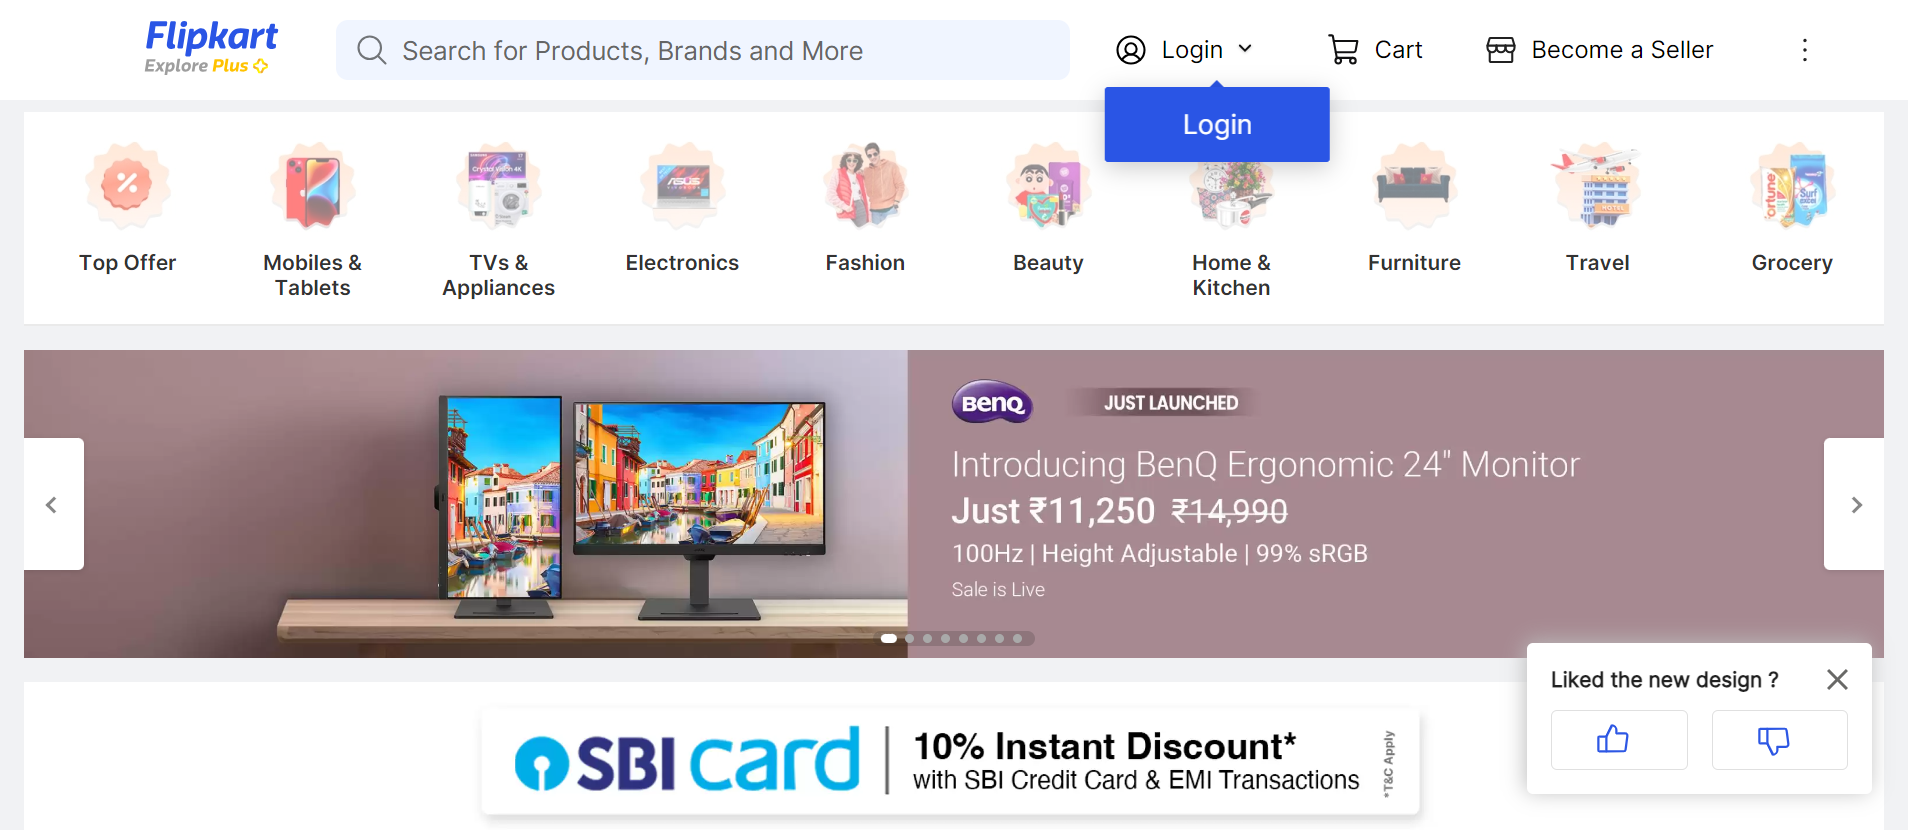 Flipkart
Explore Plus
Search for Products, Brands and More
Login
Cart
Become a Seller
Login
Top Offer
Mobiles &
Tablets
TVs &
Appliances
Electronics
Fashion
Beauty
Home &
Kitchen
Furniture
Travel
Grocery
BenQ
JUST LAUNCHED
Introducing BenQ Ergonomic 24" Monitor
Just ₹11,250 ₹14,990
100Hz | Height Adjustable | 99% sRGB
Sale is Live
Liked the new design ?
SBI card
10% Instant Discount*
with SBI Credit Card & EMI Transactions
*T&C Apply